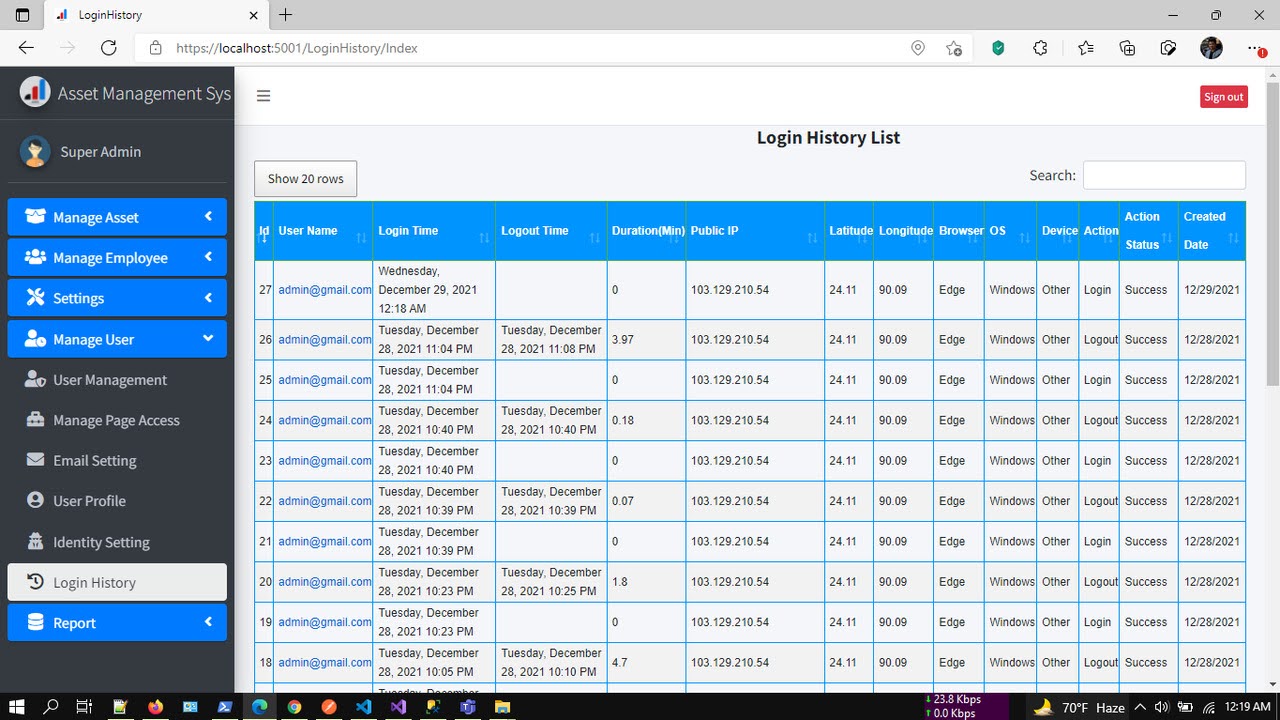 LoginHistory
https://localhost:5001/LoginHistory/Index
Asset Management Sys
Sign out
Super Admin
Manage Asset
Manage Employee
Settings
Manage User
User Management
Manage Page Access
Email Setting
User Profile
Identity Setting
Login History
Report
Login History List
Show 20 rows
Search:
Id User Name Login Time Logout Time Duration(Min) Public IP Latitude Longitude Browser OS Device Action Action Status Created Date
27 admin@gmail.com Wednesday, December 29, 2021 12:18 AM 0 103.129.210.54 24.11 90.09 Edge Windows Other Login Success 12/29/2021
26 admin@gmail.com Tuesday, December 28, 2021 11:04 PM Tuesday, December 28, 2021 11:08 PM 3.97 103.129.210.54 24.11 90.09 Edge Windows Other Logout Success 12/28/2021
25 admin@gmail.com Tuesday, December 28, 2021 11:04 PM 0 103.129.210.54 24.11 90.09 Edge Windows Other Login Success 12/28/2021
24 admin@gmail.com Tuesday, December 28, 2021 10:40 PM Tuesday, December 28, 2021 10:40 PM 0.18 103.129.210.54 24.11 90.09 Edge Windows Other Logout Success 12/28/2021
23 admin@gmail.com Tuesday, December 28, 2021 10:40 PM 0 103.129.210.54 24.11 90.09 Edge Windows Other Login Success 12/28/2021
22 admin@gmail.com Tuesday, December 28, 2021 10:39 PM Tuesday, December 28, 2021 10:39 PM 0.07 103.129.210.54 24.11 90.09 Edge Windows Other Logout Success 12/28/2021
21 admin@gmail.com Tuesday, December 28, 2021 10:39 PM 0 103.129.210.54 24.11 90.09 Edge Windows Other Login Success 12/28/2021
20 admin@gmail.com Tuesday, December 28, 2021 10:23 PM Tuesday, December 28, 2021 10:25 PM 1.8 103.129.210.54 24.11 90.09 Edge Windows Other Logout Success 12/28/2021
19 admin@gmail.com Tuesday, December 28, 2021 10:23 PM 0 103.129.210.54 24.11 90.09 Edge Windows Other Login Success 12/28/2021
18 admin@gmail.com Tuesday, December 28, 2021 10:05 PM Tuesday, December 28, 2021 10:10 PM 4.7 103.129.210.54 24.11 90.09 Edge Windows Other Logout Success 12/28/2021
Tuesday, December
↓ 23.8 Kbps
↑ 0.0 Kbps
70°F Haze
12:19 AM